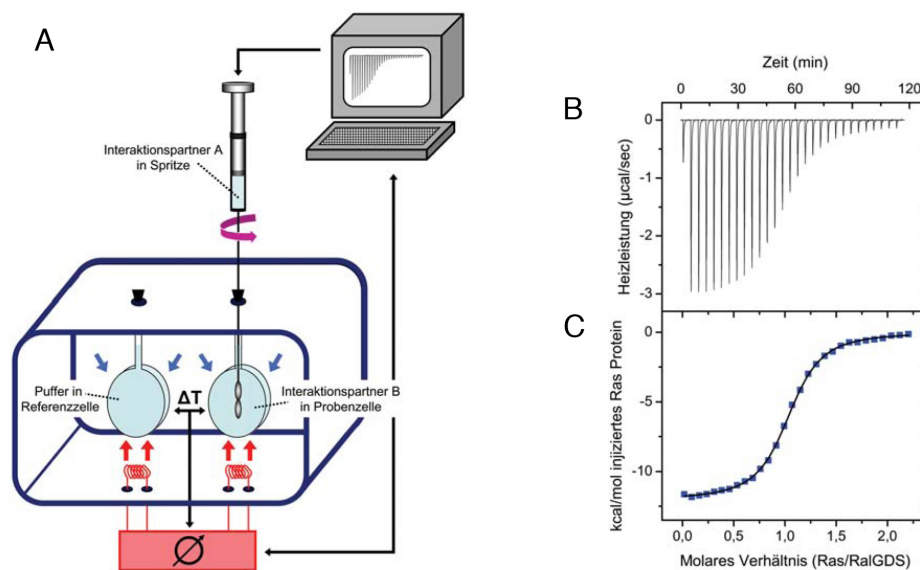 A
Interaktionspartner A
in Spritze
Puffer in
Referenzzelle
ΔT
Interaktionspartner B
in Probenzelle
B
Zeit (min)
0 30 60 90 120
0
-1
-2
-3
Heizleistung (µcal/sec)
C
0
-5
-10
kcal/mol injiziertes Ras Protein
0,0 0,5 1,0 1,5 2,0
Molares Verhältnis (Ras/RalGDS)